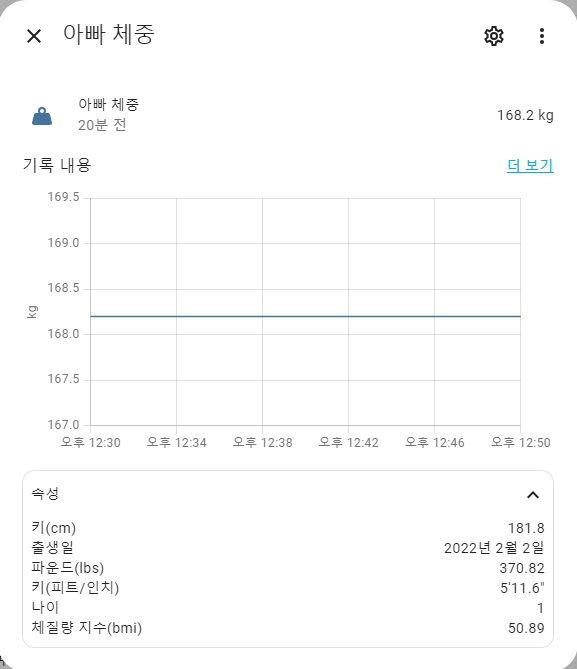 아빠 체중
아빠 체중
20분 전
168.2 kg
기록 내용
더 보기
169.5
169.0
168.5
168.0
167.5
167.0
kg
오후 12:30 오후 12:34 오후 12:38 오후 12:42 오후 12:46 오후 12:50
속성
키(cm) 181.8
출생일 2022년 2월 2일
파운드(lbs) 370.82
키(피트/인치) 5'11.6"
나이 1
체질량 지수(bmi) 50.89